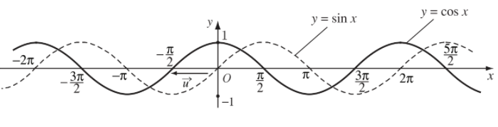 y
y = sin x
y = cos x
1
−2π
−3π/2
−π
−π/2
u⃗
O
π/2
π
3π/2
2π
5π/2
x
−1